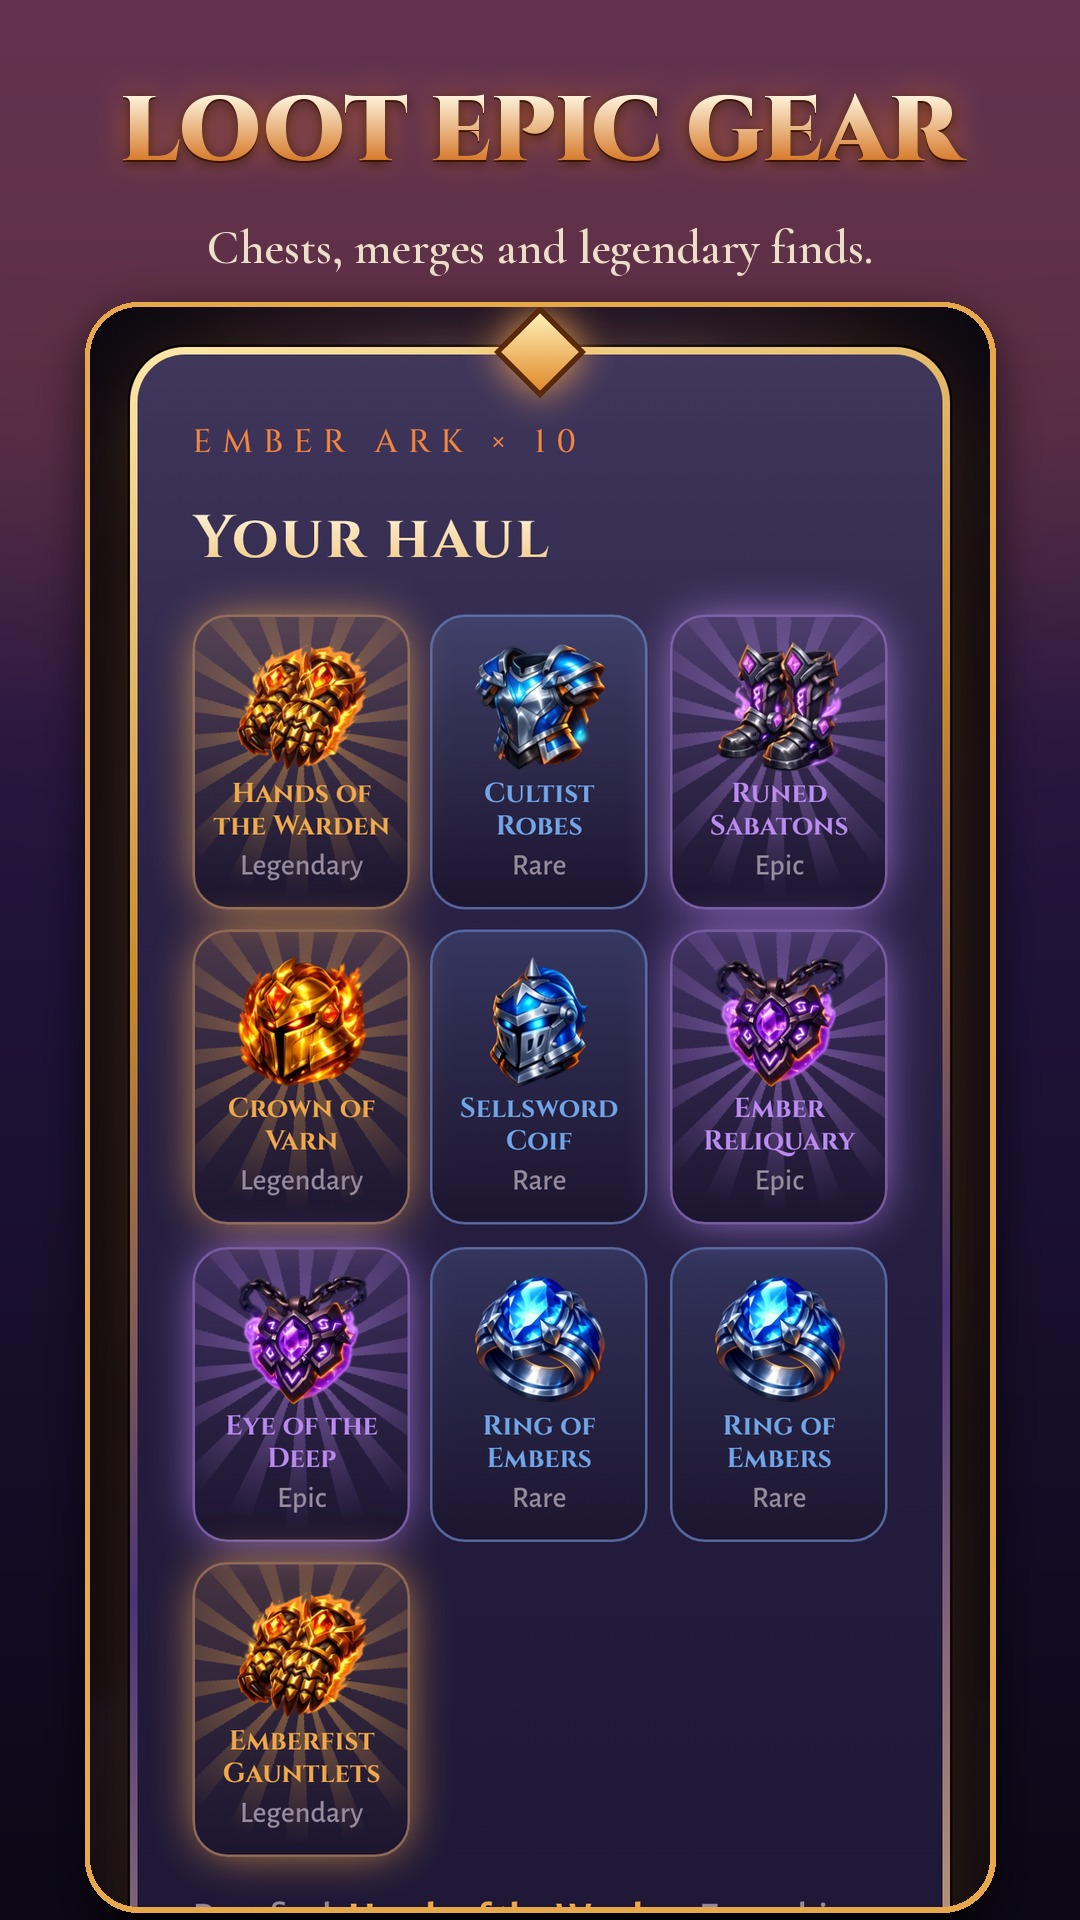 LOOT EPIC GEAR
Chests, merges and legendary finds.
EMBER ARK × 10
YOUR HAUL
HANDS OF
THE WARDEN
Legendary
CULTIST
ROBES
Rare
RUNED
SABATONS
Epic
CROWN OF
VARN
Legendary
SELLSWORD
COIF
Rare
EMBER
RELIQUARY
Epic
EYE OF THE
DEEP
Epic
RING OF
EMBERS
Rare
RING OF
EMBERS
Rare
EMBERFIST
GAUNTLETS
Legendary